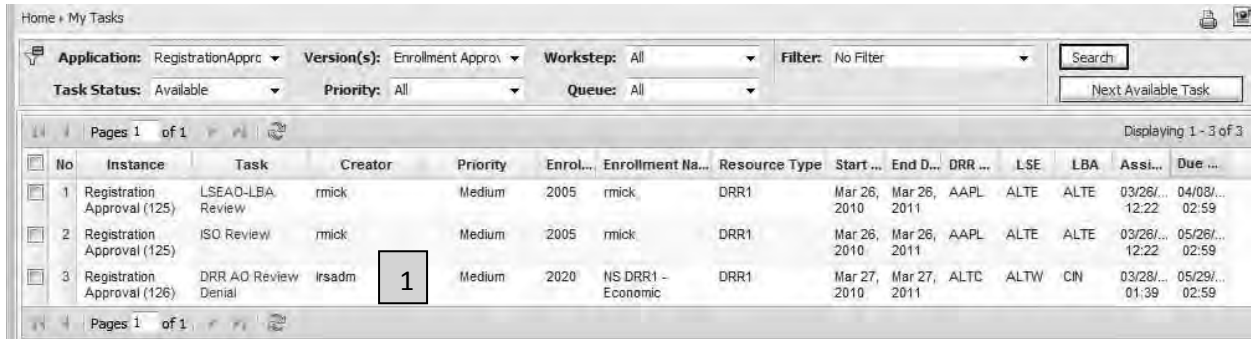 Home › My Tasks
Application: RegistrationApprc Version(s): Enrollment Approv Workstep: All Filter: No Filter Search
Task Status: Available Priority: All Queue: All Next Available Task
Pages 1 of 1 Displaying 1 - 3 of 3
No Instance Task Creator Priority Enrol... Enrollment Na... Resource Type Start ... End D... DRR ... LSE LBA Assi... Due ...
1 Registration LSEAO-LBA rmick Medium 2005 rmick DRR1 Mar 26, Mar 26, AAPL ALTE ALTE 03/26/... 04/08/...
Approval (125) Review 2010 2011 12:22 02:59
2 Registration ISO Review rmick Medium 2005 rmick DRR1 Mar 26, Mar 26, AAPL ALTE ALTE 03/26/... 05/26/...
Approval (125) 2010 2011 12:22 02:59
3 Registration DRR AO Review irsadm Medium 2020 NS DRR1 - DRR1 Mar 27, Mar 27, ALTC ALTW CIN 03/28/... 05/29/...
Approval (126) Denial 1 Economic 2010 2011 01:39 02:59
Pages 1 of 1